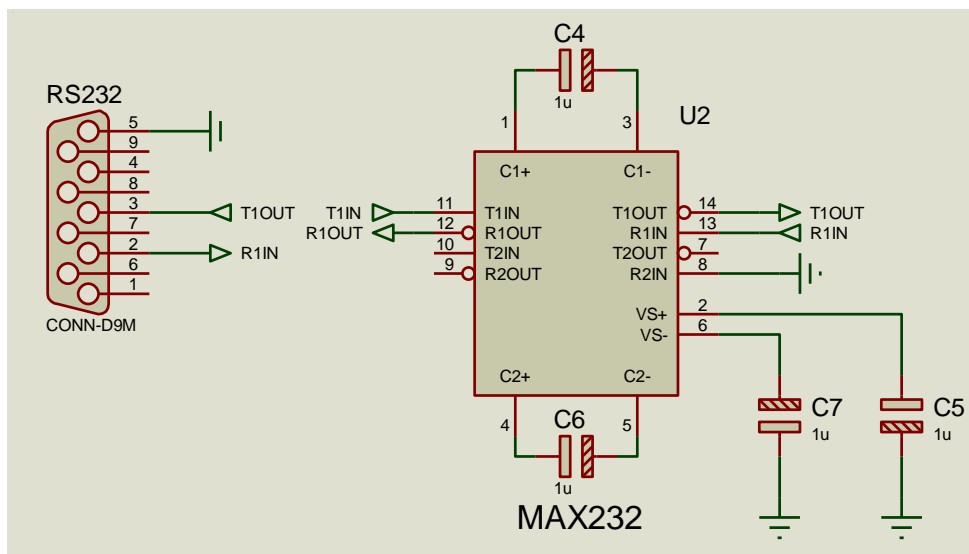 C4
1u
RS232
U2
1
3
5
9
4
8
3
7
2
6
1
CONN-D9M
T1OUT
R1IN
T1IN
R1OUT
11
12
10
9
C1+
C1-
T1IN
R1OUT
T2IN
R2OUT
T1OUT
R1IN
T2OUT
R2IN
VS+
VS-
C2+
C2-
14
13
7
8
2
6
T1OUT
R1IN
4
5
C6
1u
C7
1u
C5
1u
MAX232